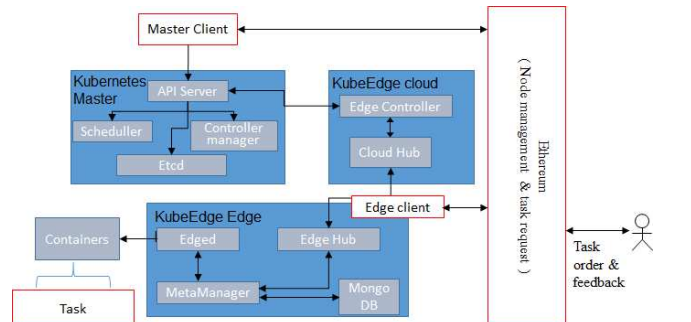 Master Client
Kubernetes
Master
API Server
Scheduller
Controller
manager
Etcd
KubeEdge cloud
Edge Controller
Cloud Hub
Edge client
KubeEdge Edge
Edged
Edge Hub
MetaManager
Mongo
DB
Containers
Task
Ethereum
( Node management & task request )
Task
order &
feedback